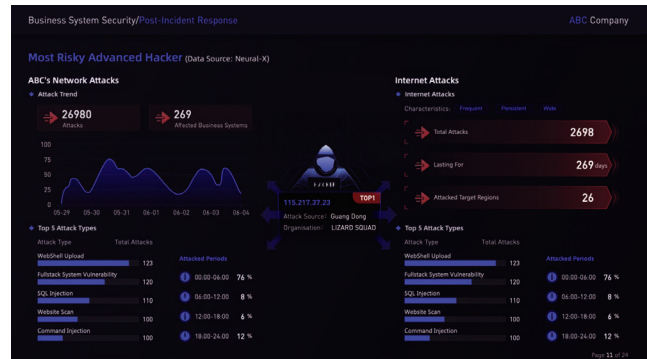 Business System Security/Post-Incident Response
ABC Company
Most Risky Advanced Hacker (Data Source: Neural-X)
ABC's Network Attacks
Attack Trend
26980
Attacks
269
Affected Business Systems
100
75
50
25
0
05-29 05-30 05-31 06-01 06-02 06-03 06-04
Top 5 Attack Types
Attack Type Total Attacks
WebShell Upload
123
Fullstack System Vulnerability
120
SQL Injection
110
Website Scan
100
Command Injection
100
Attacked Periods
00:00-06:00 76 %
06:00-12:00 8 %
12:00-18:00 6 %
18:00-24:00 12 %
TOP1
115.217.37.23
Attack Source: Guang Dong
Organisation: LIZARD SQUAD
Internet Attacks
Internet Attacks
Characteristics: Frequent Persistent Wide
Total Attacks 2698
Lasting For 269 days
Attacked Target Regions 26
Top 5 Attack Types
Attack Type Total Attacks
WebShell Upload
123
Fullstack System Vulnerability
120
SQL Injection
110
Website Scan
100
Command Injection
100
Attacked Periods
00:00-06:00 76 %
06:00-12:00 8 %
12:00-18:00 6 %
18:00-24:00 12 %
Page 11 of 24